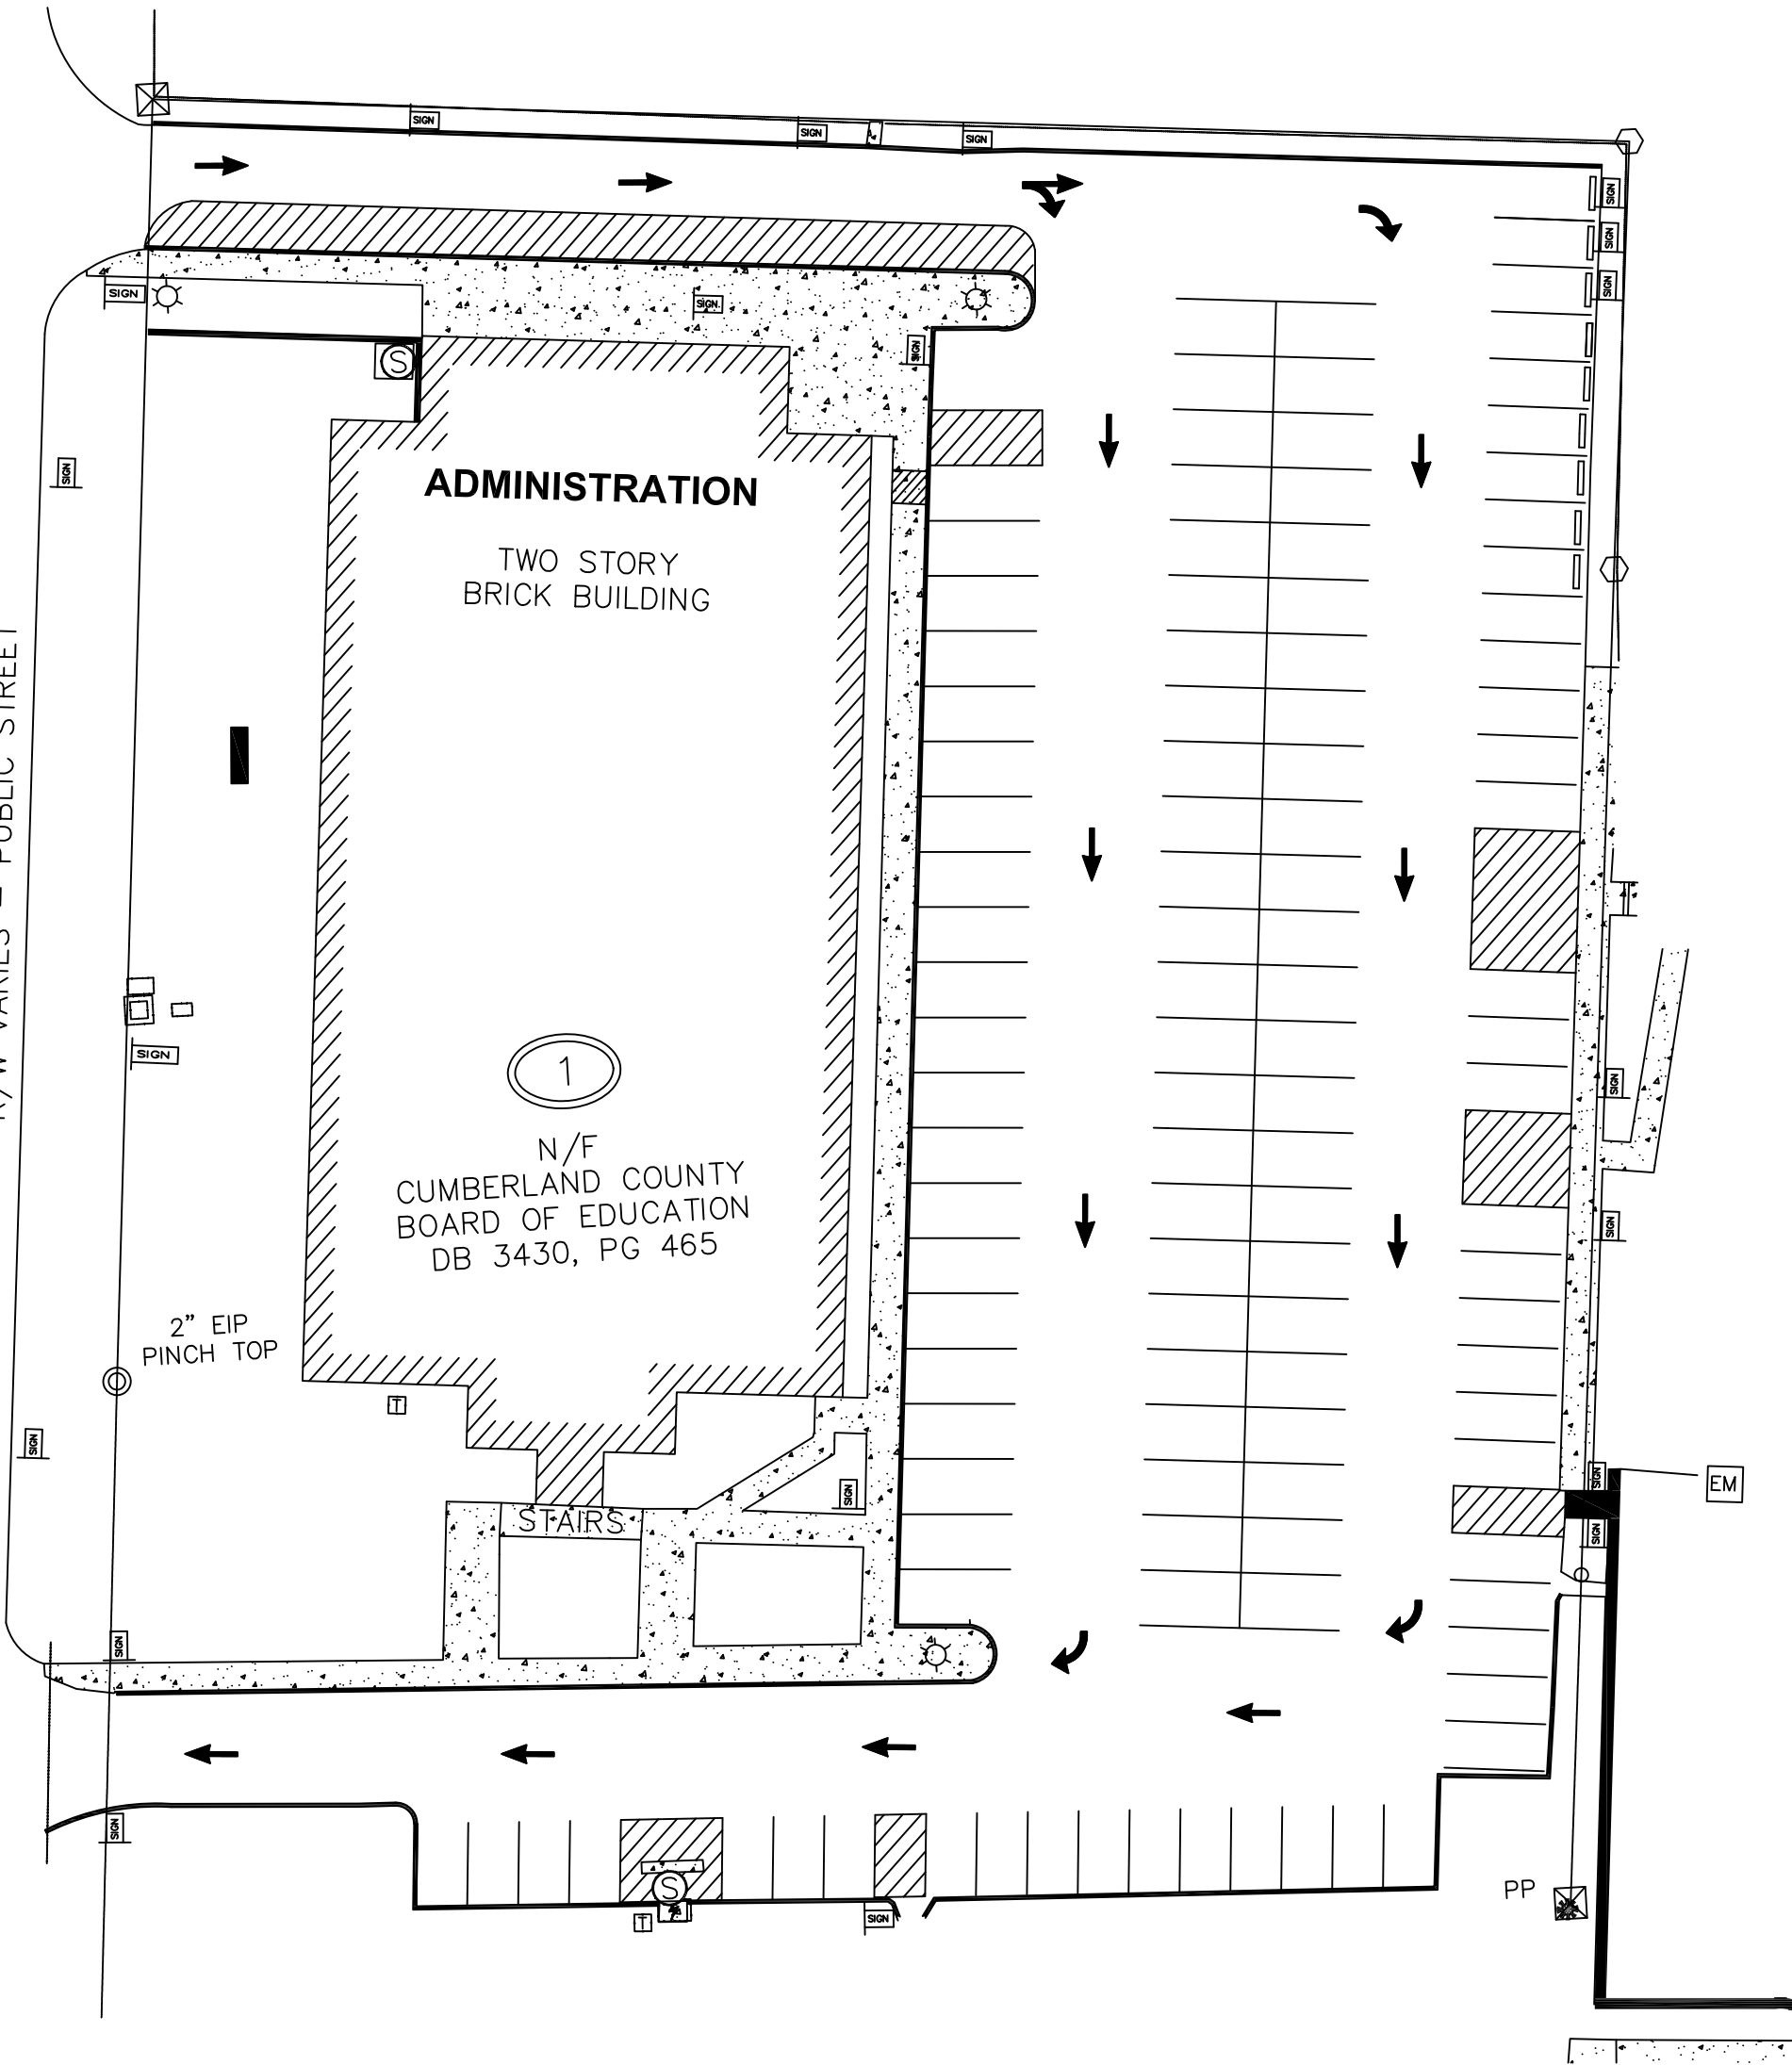 SIGN
SIGN
SIGN
SIGN
SIGN
SIGN
SIGN
SIGN
SIGN
S
SIGN
ADMINISTRATION
TWO STORY
BRICK BUILDING
R/W VARIES – PUBLIC STREET
SIGN
1
SIGN
N/F
CUMBERLAND COUNTY
BOARD OF EDUCATION
DB 3430, PG 465
SIGN
2" EIP
PINCH TOP
T
SIGN
SIGN
EM
SIGN
STAIRS
SIGN
SIGN
SIGN
S
T
SIGN
PP